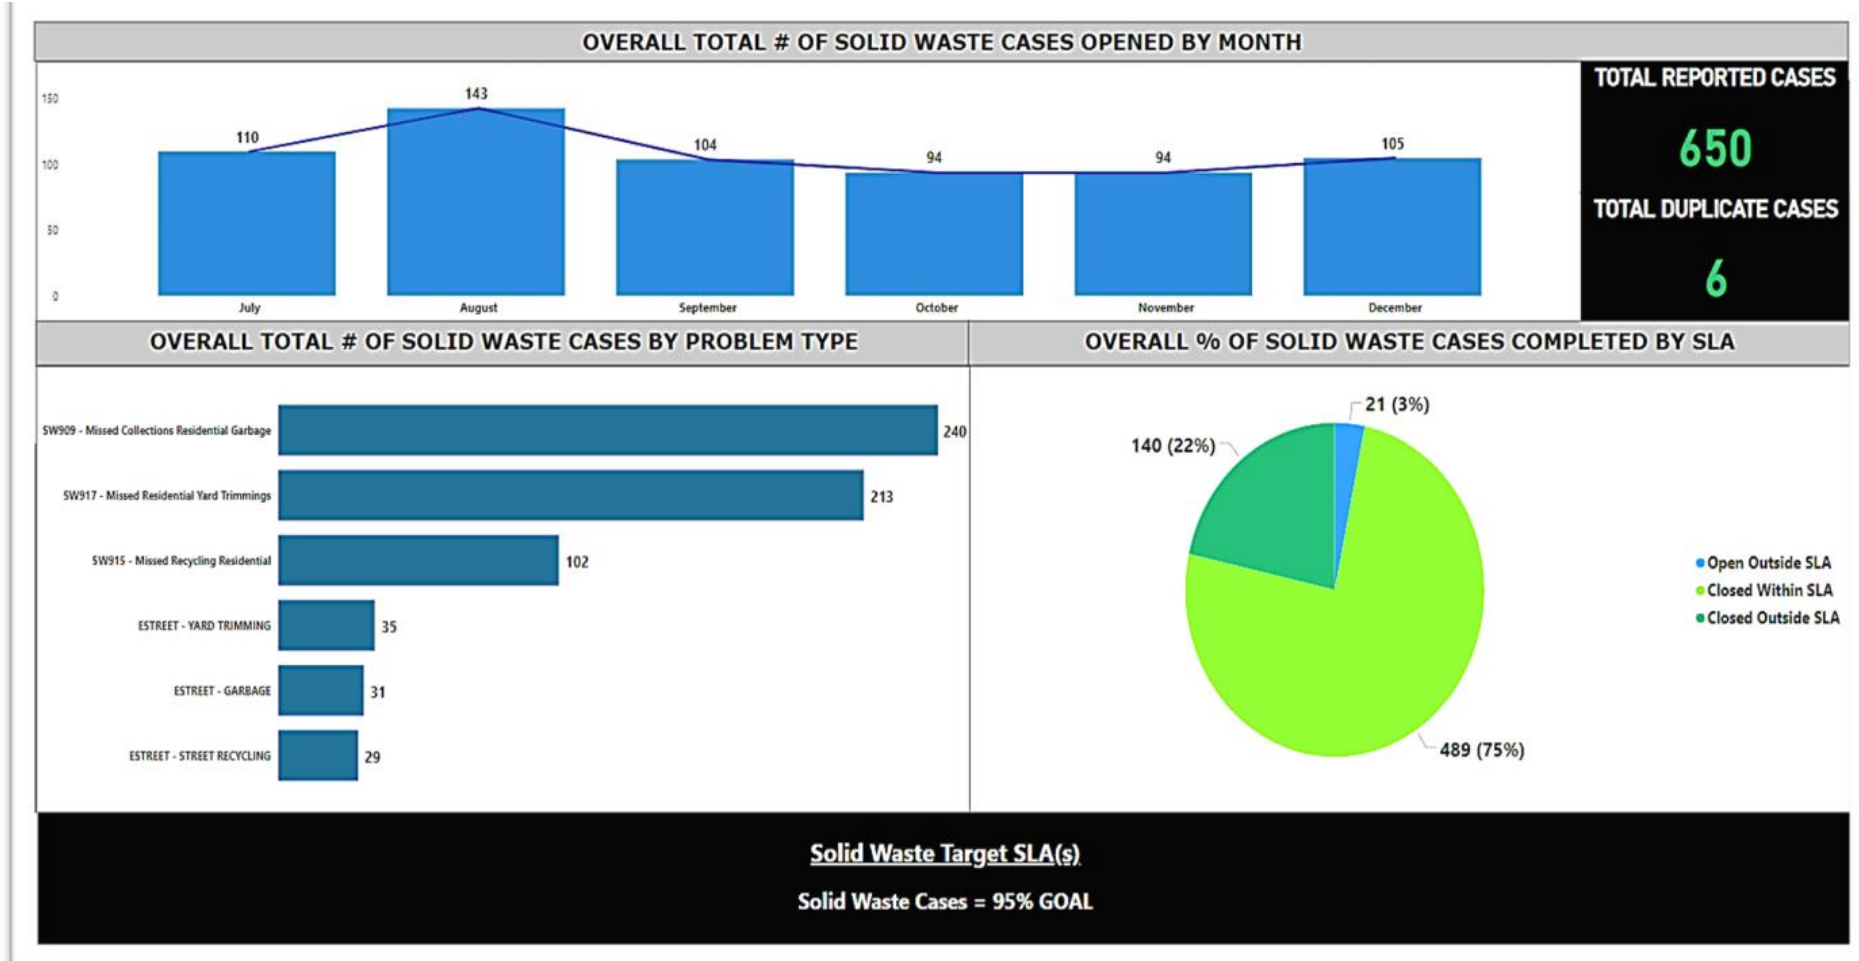 OVERALL TOTAL # OF SOLID WASTE CASES OPENED BY MONTH
150
100
50
0
110
143
104
94
94
105
July
August
September
October
November
December
TOTAL REPORTED CASES
650
TOTAL DUPLICATE CASES
6
OVERALL TOTAL # OF SOLID WASTE CASES BY PROBLEM TYPE
SW909 - Missed Collections Residential Garbage
240
SW917 - Missed Residential Yard Trimmings
213
SW915 - Missed Recycling Residential
102
ESTREET - YARD TRIMMING
35
ESTREET - GARBAGE
31
ESTREET - STREET RECYCLING
29
OVERALL % OF SOLID WASTE CASES COMPLETED BY SLA
21 (3%)
140 (22%)
489 (75%)
Open Outside SLA
Closed Within SLA
Closed Outside SLA
Solid Waste Target SLA(s)
Solid Waste Cases = 95% GOAL